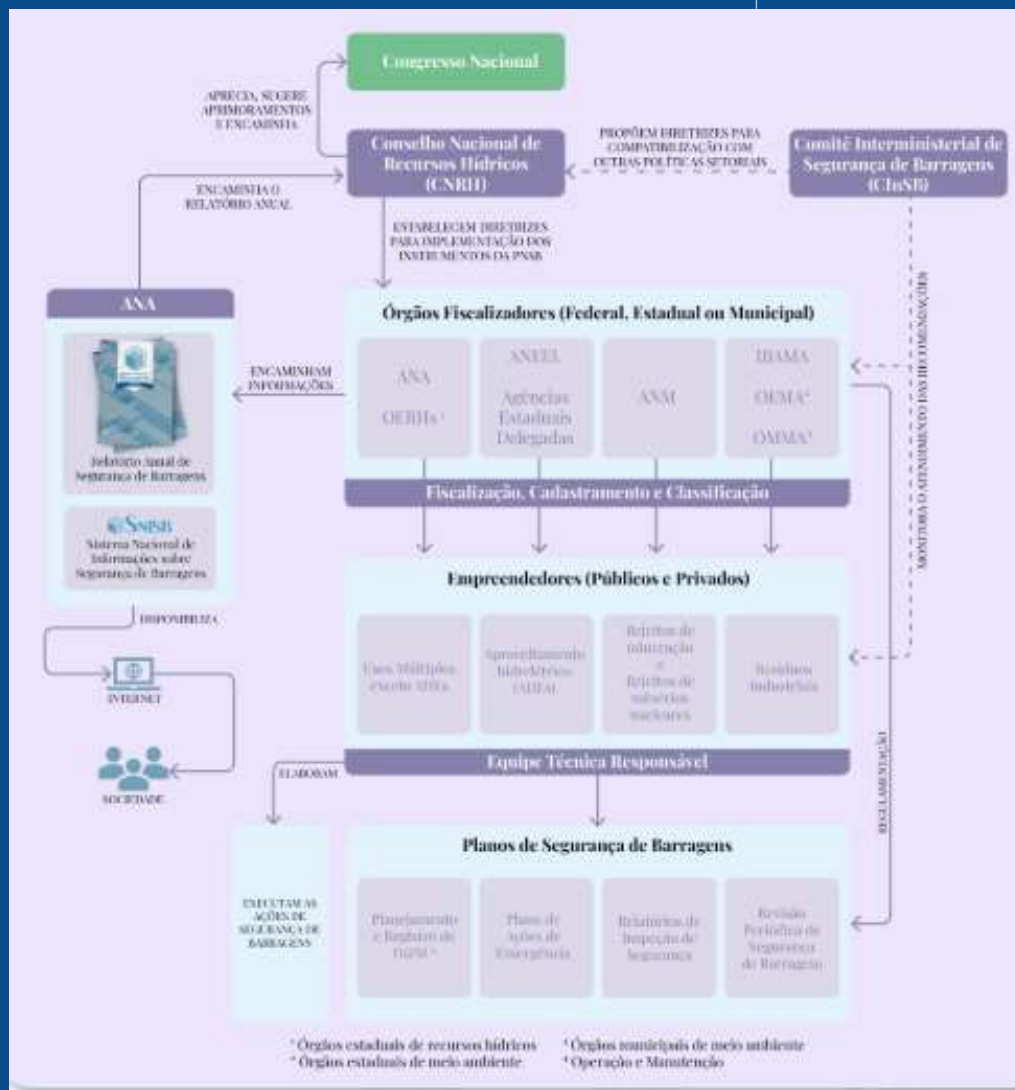 Congresso Nacional
APRECIA, SUGERE
APRIMORAMENTOS
E ENCAMINHA
Conselho Nacional de
Recursos Hídricos
(CNRH)
PROPÕEM DIRETRIZES PARA
COMPATIBILIZAÇÃO COM
OUTRAS POLÍTICAS SETORIAIS
Comitê Interministerial de
Segurança de Barragens
(CInSB)
ENCAMINHA O
RELATÓRIO ANUAL
ESTABELECEM DIRETRIZES
PARA IMPLEMENTAÇÃO DOS
INSTRUMENTOS DA PNSB
MONITORA O ATENDIMENTO DAS RECOMENDAÇÕES
ANA
Relatório Anual de
Segurança de Barragens
SNISB
Sistema Nacional de
Informações sobre
Segurança de Barragens
ENCAMINHAM
INFORMAÇÕES
Órgãos Fiscalizadores (Federal, Estadual ou Municipal)
ANA
OERHs
ANEEL
Agências
Estaduais
Delegadas
ANM
IBAMA
OEMA
OMMA
Fiscalização, Cadastramento e Classificação
DISPONIBILIZA
INTERNET
SOCIEDADE
Empreendedores (Públicos e Privados)
Usos Múltiplos
exceto
Aproveitamento
hidrelétrico
Rejeitos de
mineração
e
Rejeitos de
minérios
nucleares
Resíduos
Industriais
Equipe Técnica Responsável
ELABORAM
REGULAMENTAÇÃO
EXECUTAM AS
AÇÕES DE
SEGURANÇA DE
BARRAGENS
Planos de Segurança de Barragens
Planejamento
e Registro de
Plano de
Ações de
Emergência
Relatórios de
Inspeção de
Segurança
Revisão
Periódica de
Segurança
de Barragem
¹ Órgãos estaduais de recursos hídricos
Órgãos estaduais de meio ambiente
Órgãos municipais de meio ambiente
⁴ Operação e Manutenção